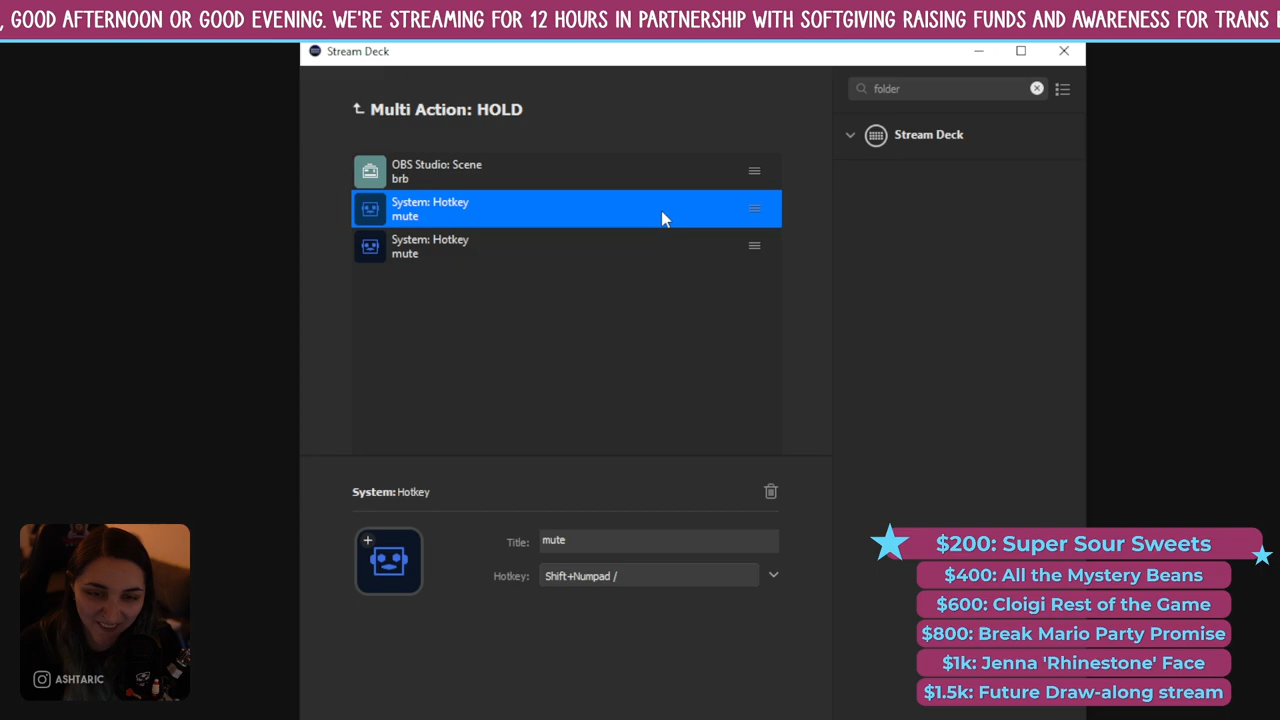 , GOOD AFTERNOON OR GOOD EVENING. WE'RE STREAMING FOR 12 HOURS IN PARTNERSHIP WITH SOFTGIVING RAISING FUNDS AND AWARENESS FOR TRANS
Stream Deck
Multi Action: HOLD
folder
Stream Deck
OBS Studio: Scene
brb
System: Hotkey
mute
System: Hotkey
mute
System: Hotkey
Title: mute
Hotkey: Shift+Numpad /
ASHTARIC
$200: Super Sour Sweets
$400: All the Mystery Beans
$600: Cloigi Rest of the Game
$800: Break Mario Party Promise
$1k: Jenna 'Rhinestone' Face
$1.5k: Future Draw-along stream